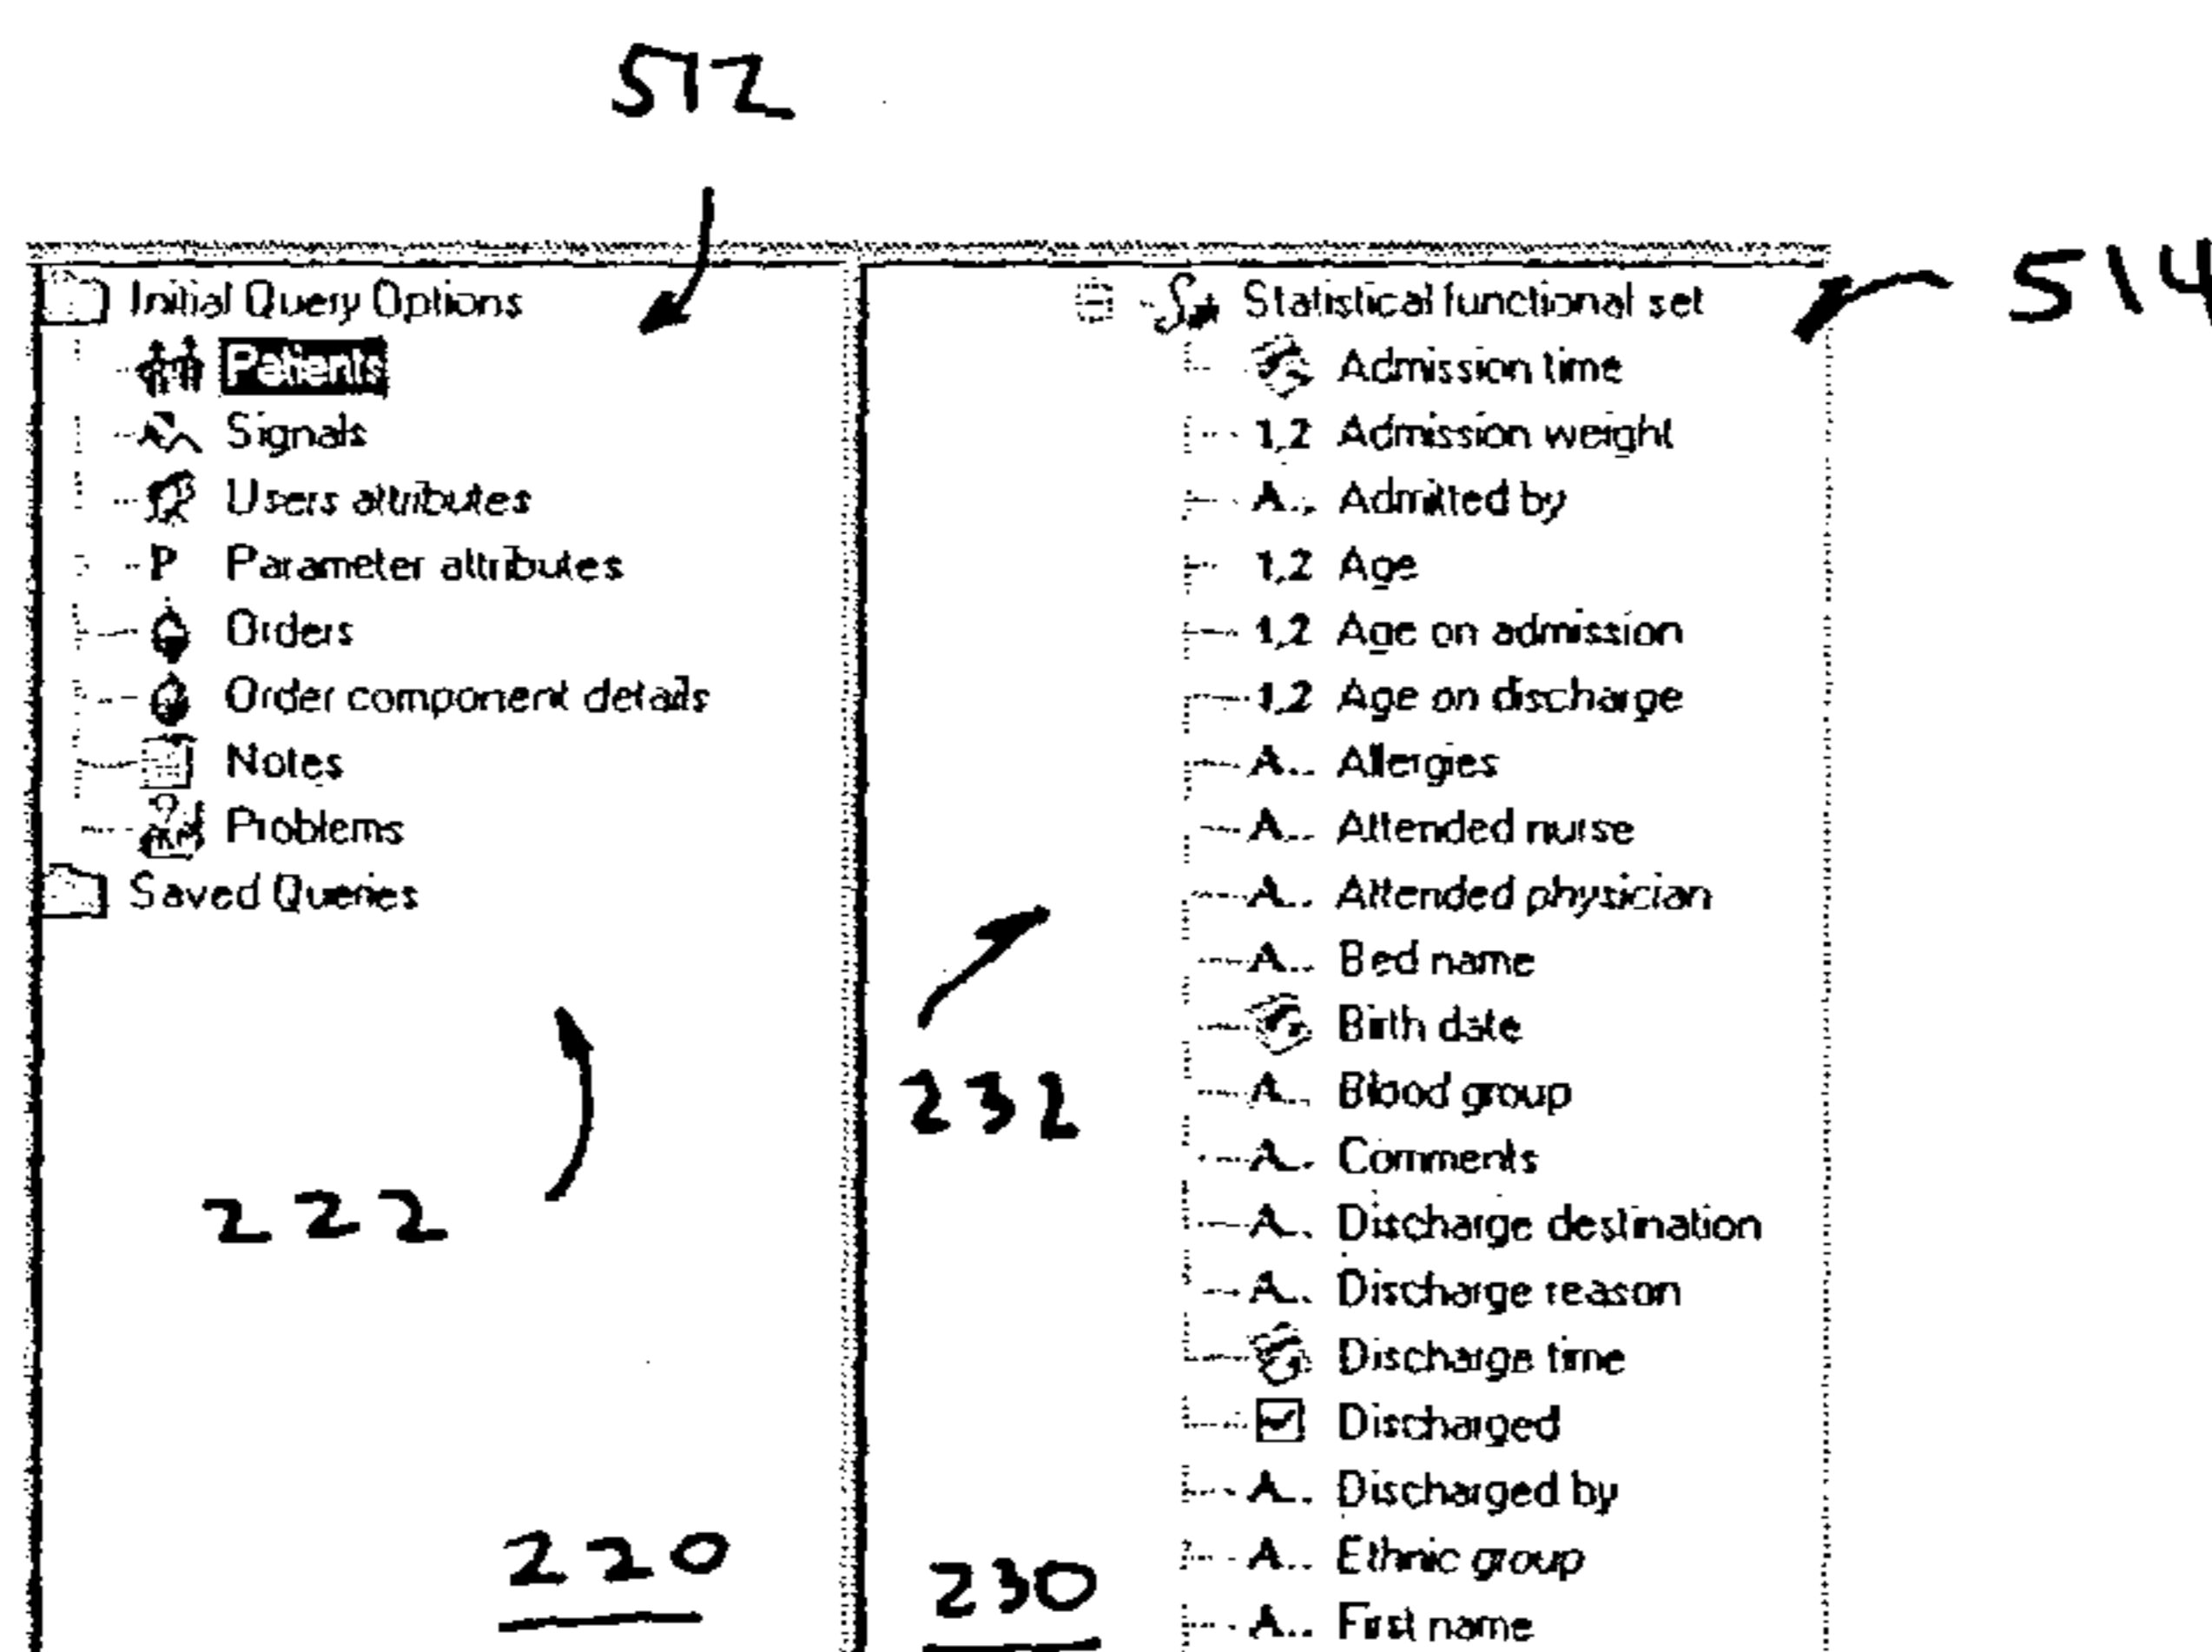 512
514
Initial Query Options
Patients
Signals
Users attributes
P Parameter attributes
Orders
Order component details
Notes
Problems
Saved Queries
222
220
Statistical functional set
Admission time
1,2 Admission weight
A.. Admitted by
1,2 Age
1,2 Age on admission
1,2 Age on discharge
A.. Allergies
A.. Attended nurse
A.. Attended physician
A.. Bed name
Birth date
A.. Blood group
A.. Comments
A.. Discharge destination
A.. Discharge reason
Discharge time
Discharged
A.. Discharged by
A.. Ethnic group
A.. First name
232
230